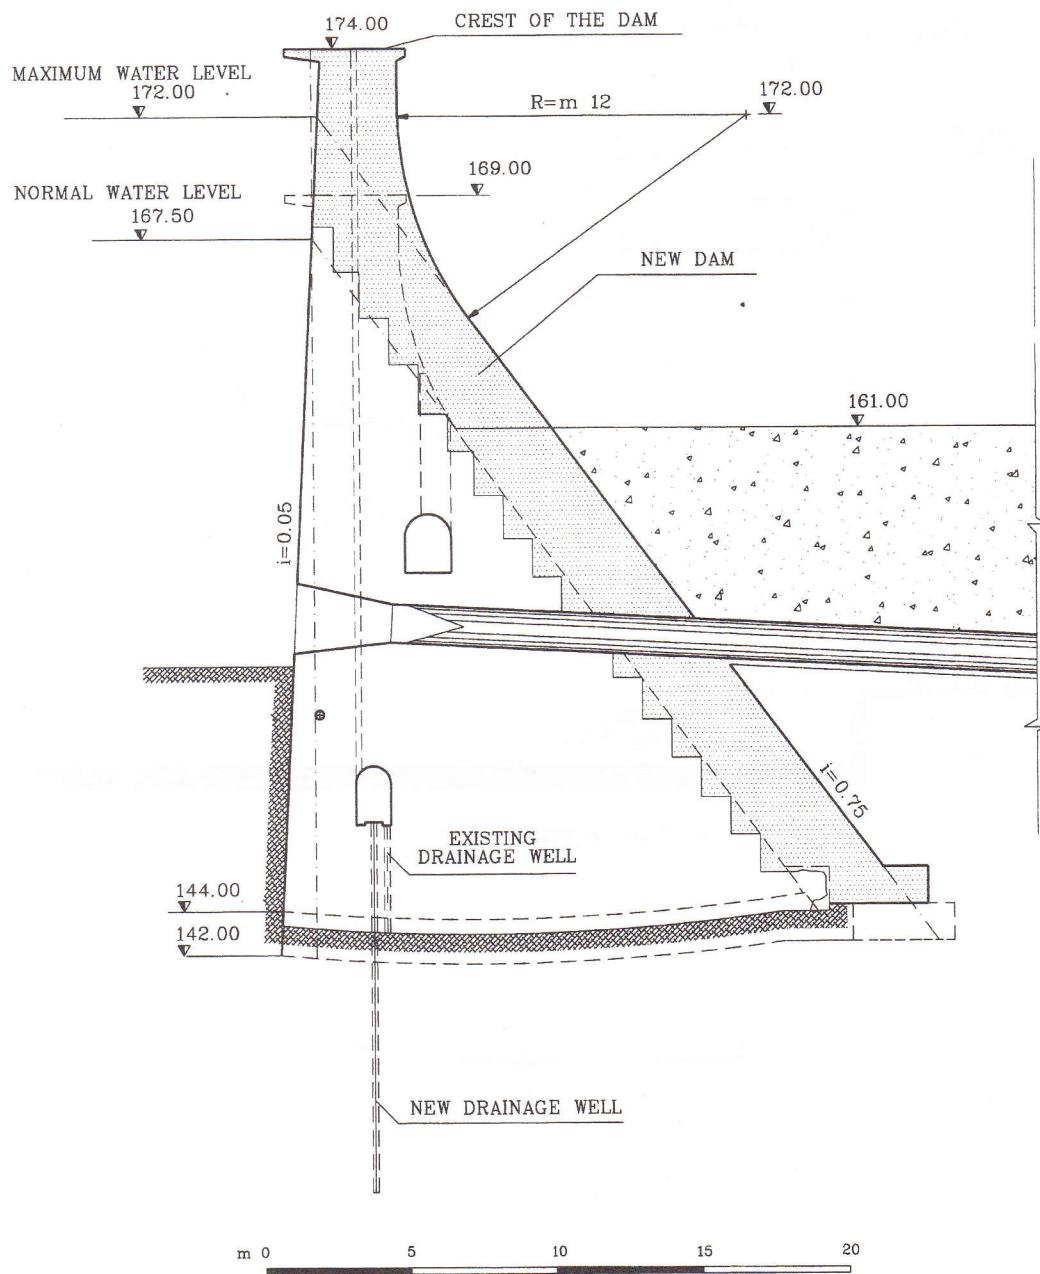 CREST OF THE DAM
174.00
MAXIMUM WATER LEVEL
172.00
R=m 12
172.00
169.00
NORMAL WATER LEVEL
167.50
NEW DAM
161.00
i=0.05
i=0.75
EXISTING
DRAINAGE WELL
144.00
142.00
NEW DRAINAGE WELL
m 0 5 10 15 20